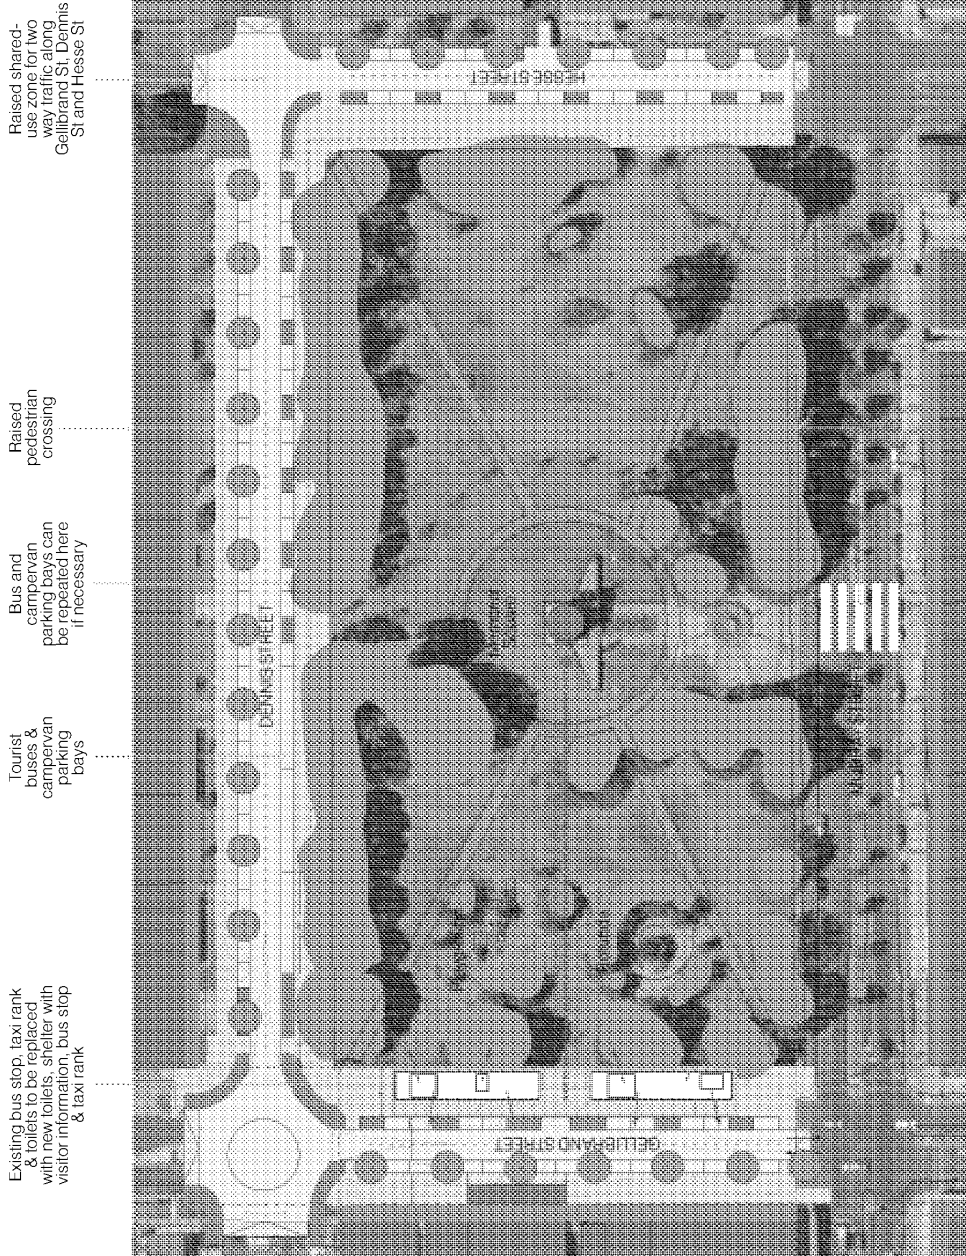 Raised shared-
use zone for two
way traffic along
Gellibrand St, Dennis
St and Hesse St
Raised
pedestrian
crossing
Bus and
campervan
parking bays can
be repeated here
if necessary
Tourist
buses &
campervan
parking
bays
Existing bus stop, taxi rank
& toilets to be replaced
with new toilets, shelter with
visitor information, bus stop
& taxi rank
HESSE STREET
DENNIS STREET
GELLIBRAND STREET